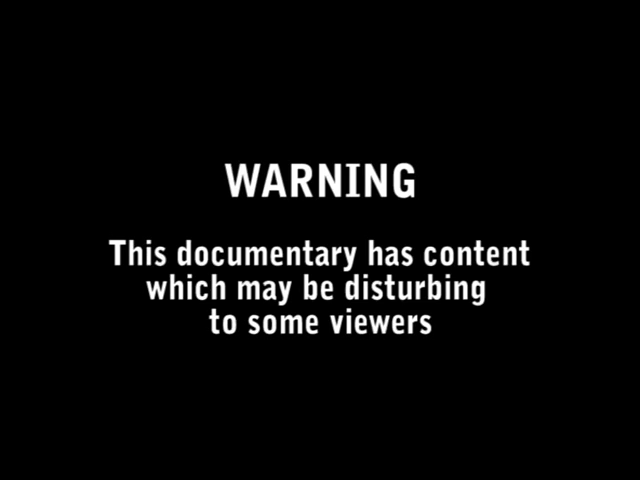 WARNING
This documentary has content
which may be disturbing
to some viewers